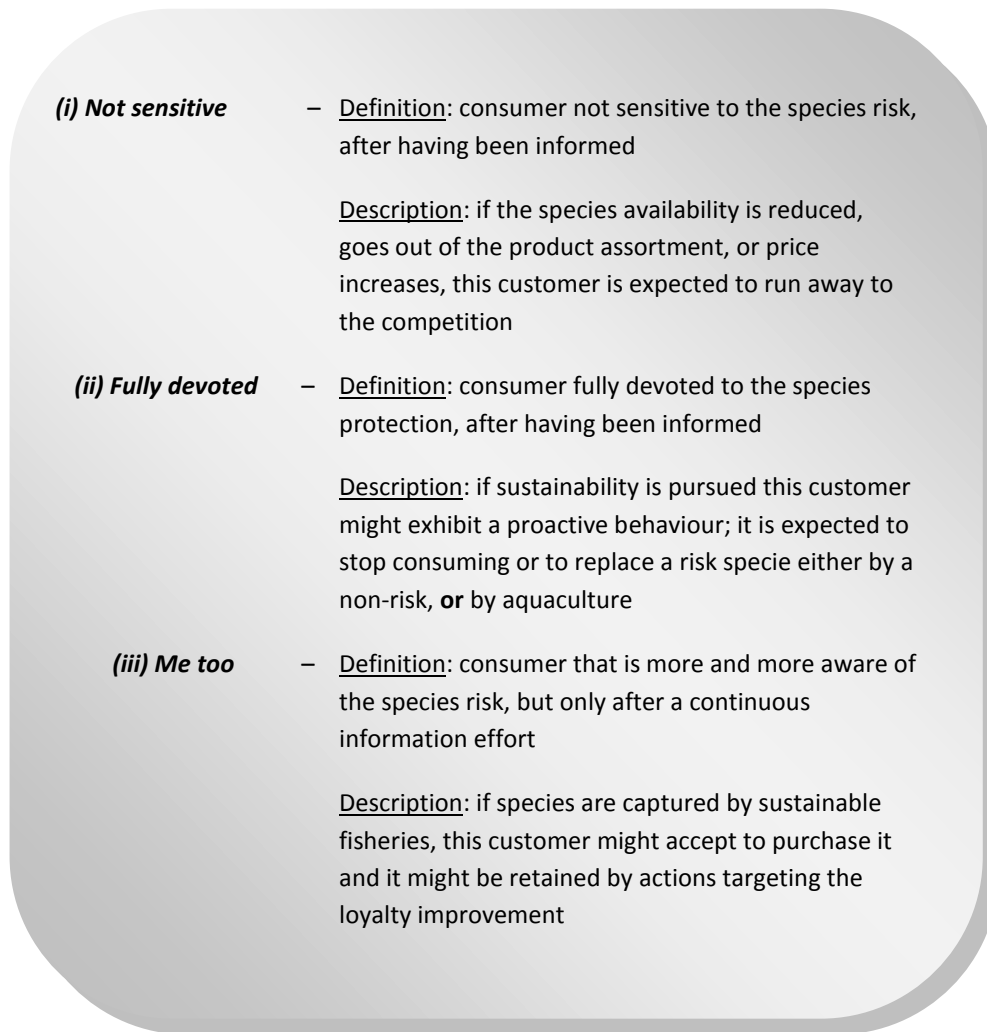 (i) Not sensitive – Definition: consumer not sensitive to the species risk,
after having been informed
Description: if the species availability is reduced,
goes out of the product assortment, or price
increases, this customer is expected to run away to
the competition
(ii) Fully devoted – Definition: consumer fully devoted to the species
protection, after having been informed
Description: if sustainability is pursued this customer
might exhibit a proactive behaviour; it is expected to
stop consuming or to replace a risk specie either by a
non-risk, or by aquaculture
(iii) Me too – Definition: consumer that is more and more aware of
the species risk, but only after a continuous
information effort
Description: if species are captured by sustainable
fisheries, this customer might accept to purchase it
and it might be retained by actions targeting the
loyalty improvement